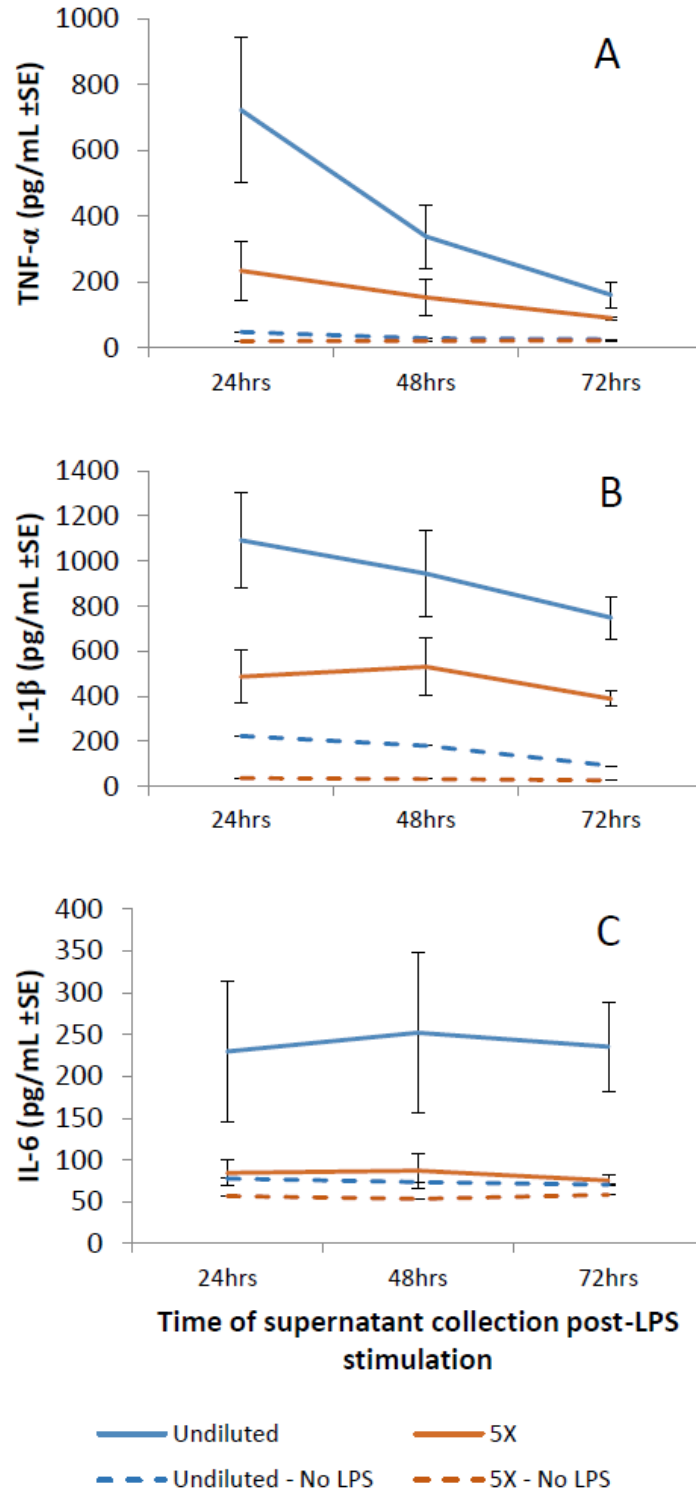 A
TNF-α (pg/mL ±SE)
1000
800
600
400
200
0
24hrs 48hrs 72hrs
B
IL-1β (pg/mL ±SE)
1400
1200
1000
800
600
400
200
0
24hrs 48hrs 72hrs
C
IL-6 (pg/mL ±SE)
400
350
300
250
200
150
100
50
0
24hrs 48hrs 72hrs
Time of supernatant collection post-LPS
stimulation
Undiluted 5X
Undiluted - No LPS 5X - No LPS